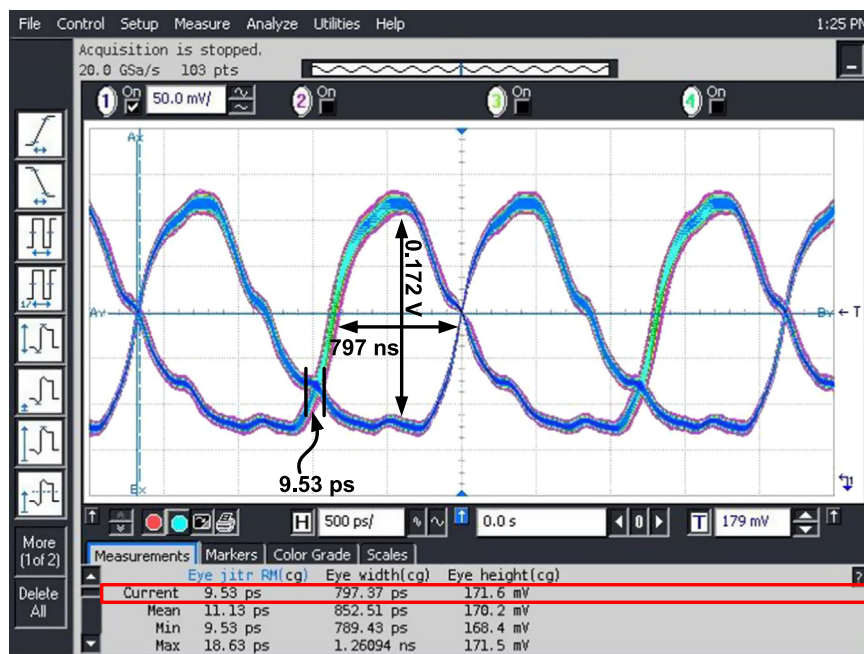 File Control Setup Measure Analyze Utilities Help 1:25 PM
Acquisition is stopped.
20.0 GSa/s 103 pts
1 On 50.0 mV/ 2 On 3 On 4 On
Ax
0.172 V
Ay By ← T
797 ns
9.53 ps
Bx
More
(1 of 2)
Delete
All
H 500 ps/ 0.0 s 0 T 179 mV
Measurements Markers Color Grade Scales
Eye jitr RM(cg) Eye width(cg) Eye height(cg) ?
Current 9.53 ps 797.37 ps 171.6 mV
Mean 11.13 ps 852.51 ps 170.2 mV
Min 9.53 ps 789.43 ps 168.4 mV
Max 18.63 ps 1.26094 ns 171.5 mV